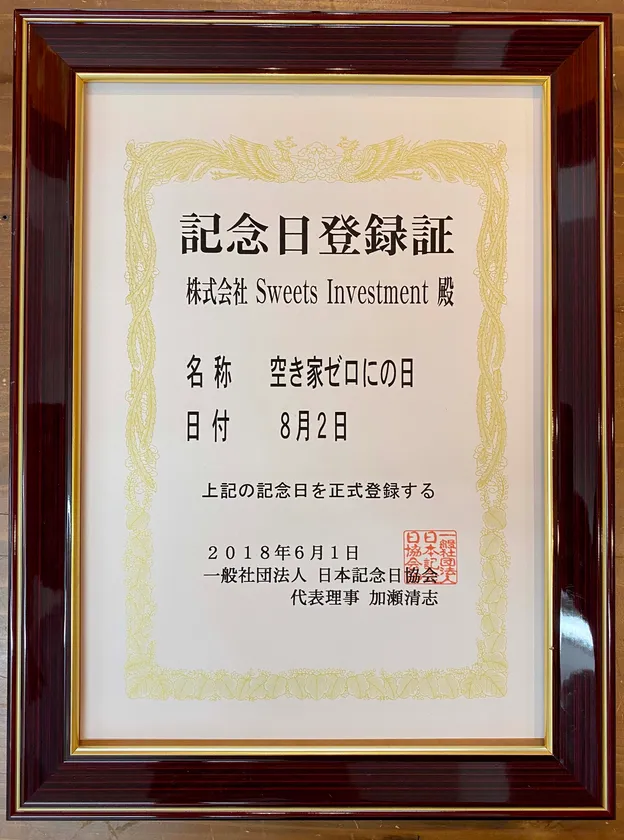 記念日登録証
株式会社 Sweets Investment 殿
名称 空き家ゼロにの日
日付 8月2日
上記の記念日を正式登録する
2018年6月1日
一般社団法人 日本記念日協会
代表理事 加瀬清志